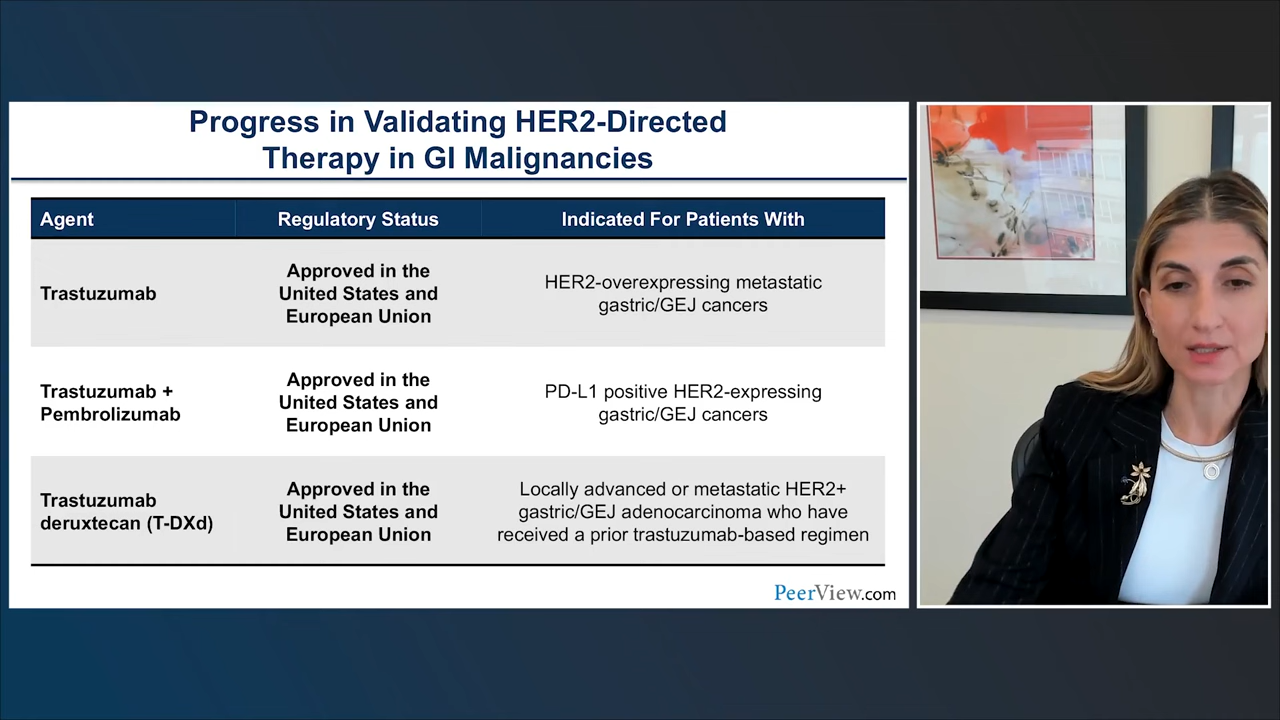 Progress in Validating HER2-Directed
Therapy in GI Malignancies
Agent
Regulatory Status
Indicated For Patients With
Trastuzumab
Approved in the
United States and
European Union
HER2-overexpressing metastatic
gastric/GEJ cancers
Trastuzumab +
Pembrolizumab
Approved in the
United States and
European Union
PD-L1 positive HER2-expressing
gastric/GEJ cancers
Trastuzumab
deruxtecan (T-DXd)
Approved in the
United States and
European Union
Locally advanced or metastatic HER2+
gastric/GEJ adenocarcinoma who have
received a prior trastuzumab-based regimen
PeerView.com